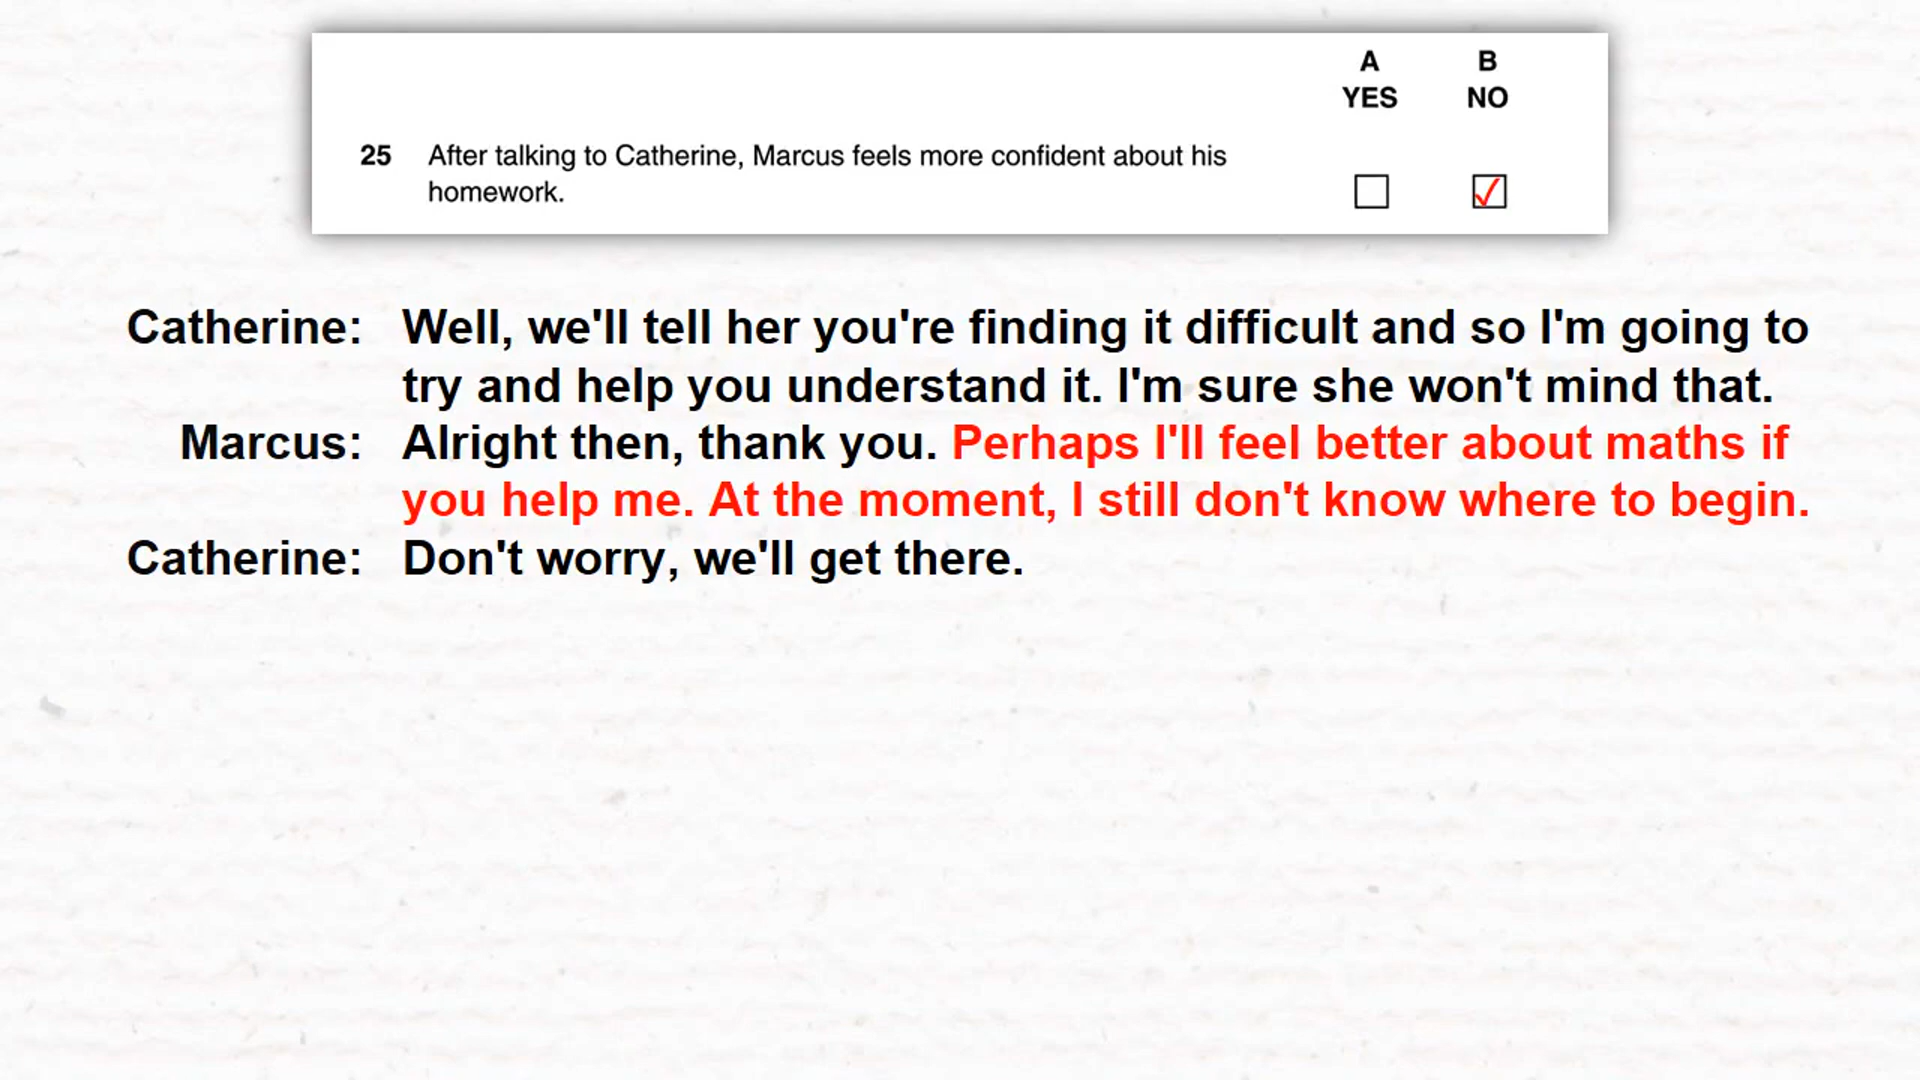 A B
YES NO
25 After talking to Catherine, Marcus feels more confident about his
homework.
Catherine: Well, we'll tell her you're finding it difficult and so I'm going to
try and help you understand it. I'm sure she won't mind that.
Marcus: Alright then, thank you. Perhaps I'll feel better about maths if
you help me. At the moment, I still don't know where to begin.
Catherine: Don't worry, we'll get there.